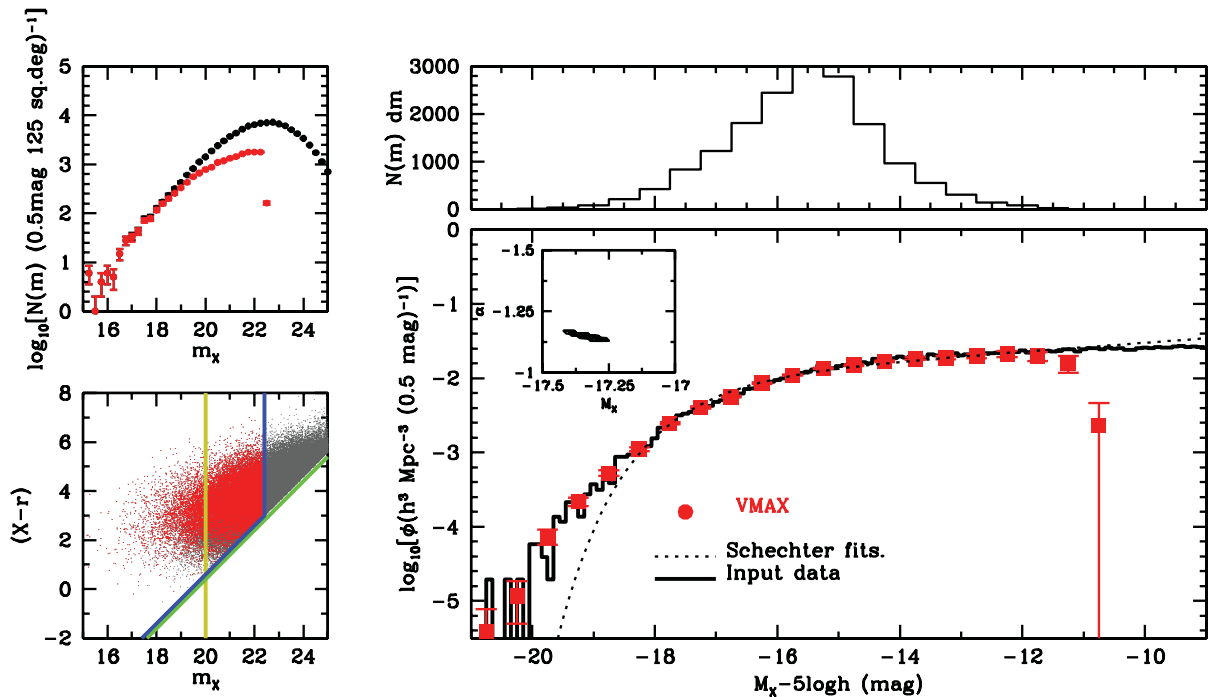 log₁₀[N(m) (0.5mag 125 sq.deg)⁻¹]
5
4
3
2
1
0
16 18 20 22 24
mₓ
(X−r)
8
6
4
2
0
−2
16 18 20 22 24
mₓ
N(m) dm
3000
2000
1000
0
log₁₀[ϕ(h³ Mpc⁻³ (0.5 mag)⁻¹)]
0
−1
−2
−3
−4
−5
α
−1.5
−1.25
−1
−17.5 −17.25 −17
Mₓ
VMAX
Schechter fits.
Input data
−20 −18 −16 −14 −12 −10
Mₓ−5logh (mag)